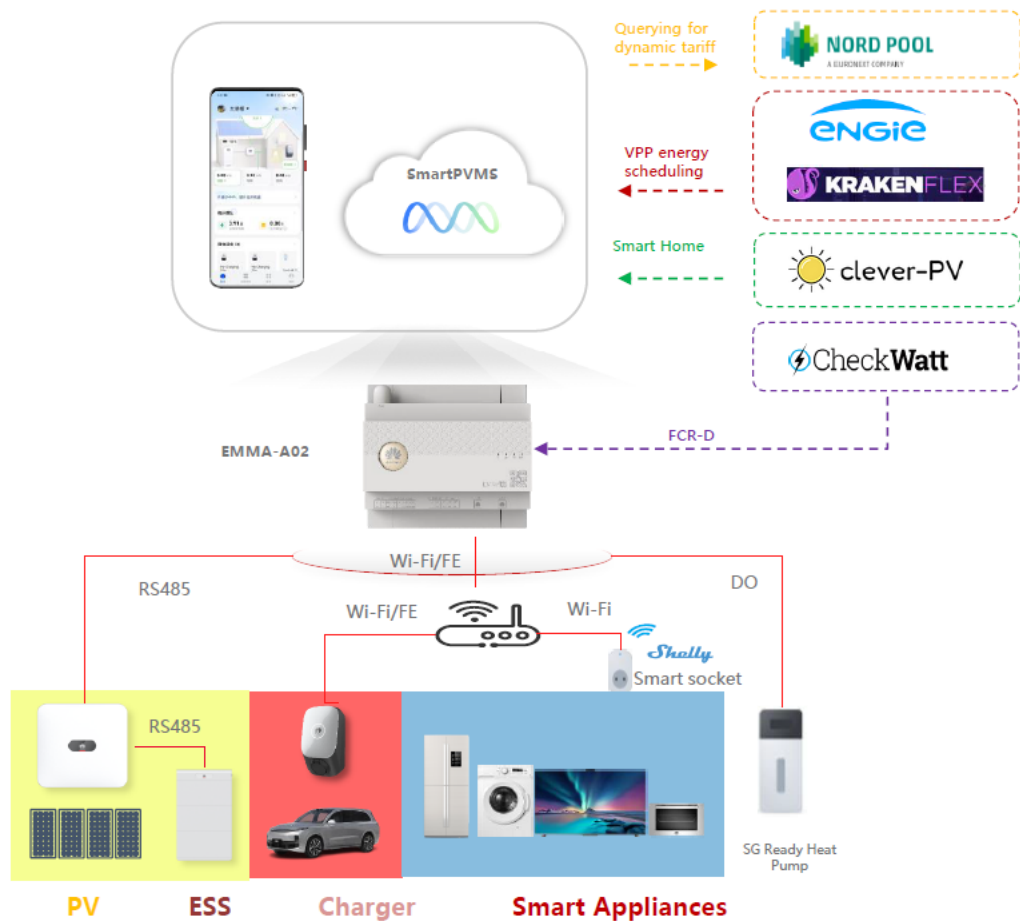 Querying for
dynamic tariff
NORD POOL
A EURONEXT COMPANY
ENGIE
VPP energy
scheduling
KRAKENFLEX
SmartPVMS
Smart Home
clever-PV
CheckWatt
FCR-D
EMMA-A02
Wi-Fi/FE
RS485
DO
Wi-Fi/FE
Wi-Fi
Shelly
Smart socket
RS485
SG Ready Heat
Pump
PV
ESS
Charger
Smart Appliances